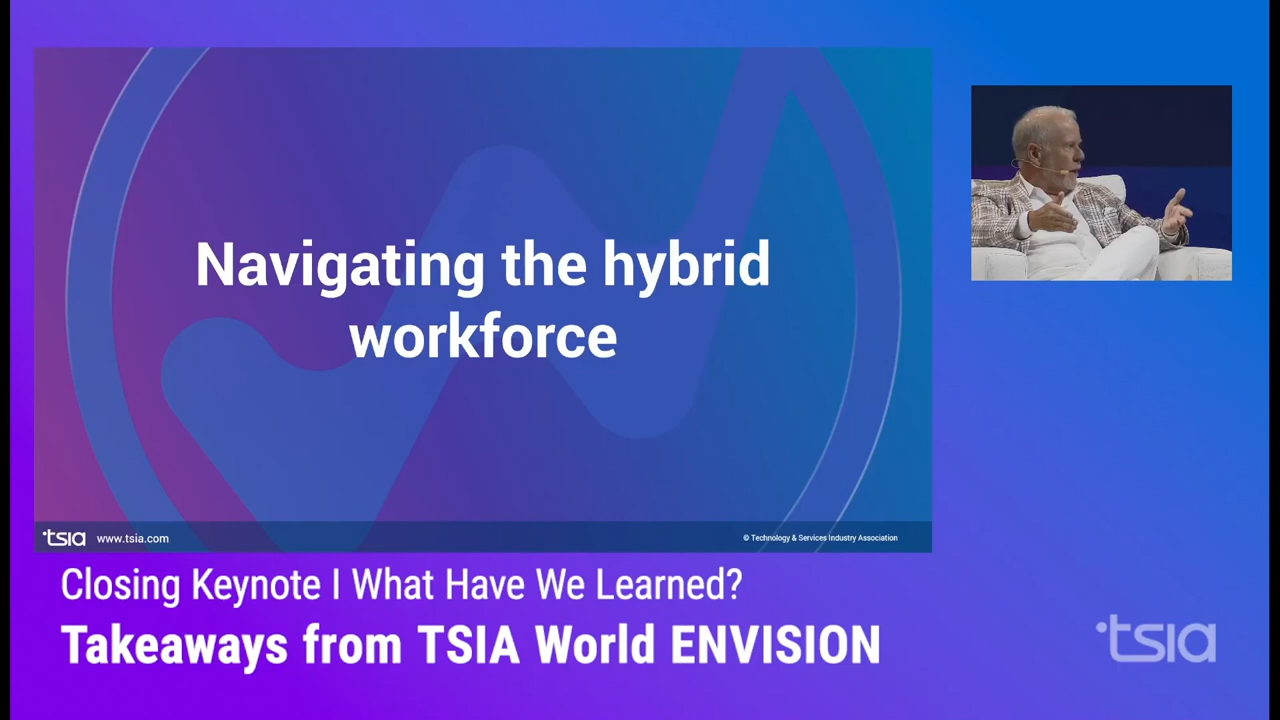 Navigating the hybrid
workforce
tsia www.tsia.com
© Technology & Services Industry Association
Closing Keynote I What Have We Learned?
Takeaways from TSIA World ENVISION
tsia